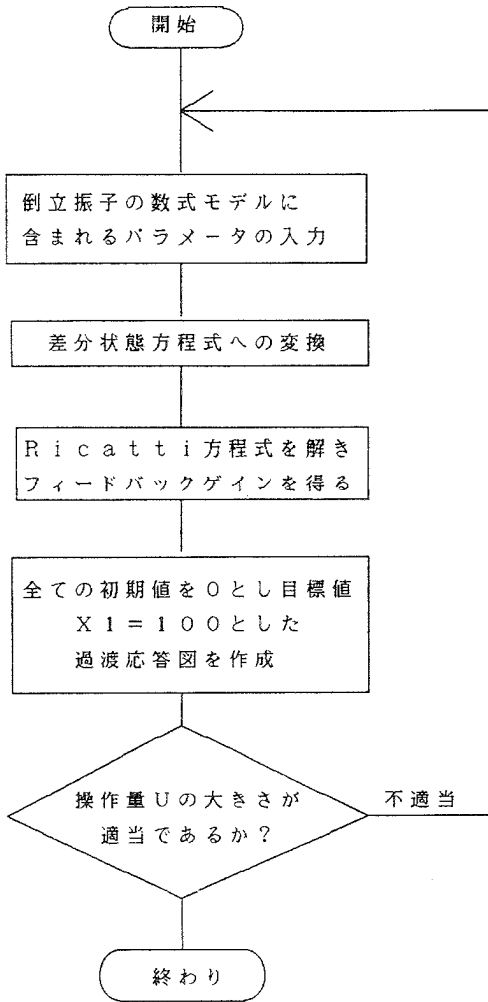 開始
倒立振子の数式モデルに
含まれるパラメータの入力
差分状態方程式への変換
Ricatti方程式を解き
フィードバックゲインを得る
全ての初期値を0とし目標値
X1=100とした
過渡応答図を作成
操作量Uの大きさが
適当であるか?
不適当
終わり